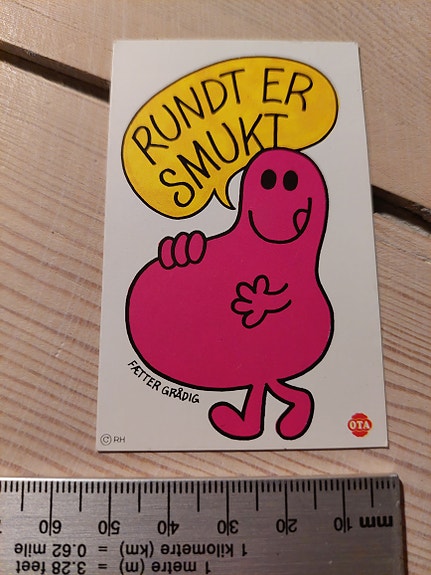 RUNDT ER
SMUKT
FÆTTER GRÅDIG
© RH
OTA
mm 10 20 30 40 50 60
1 kilometre (km) = 0.62 mile
1 metre (m) = 3.28 feet